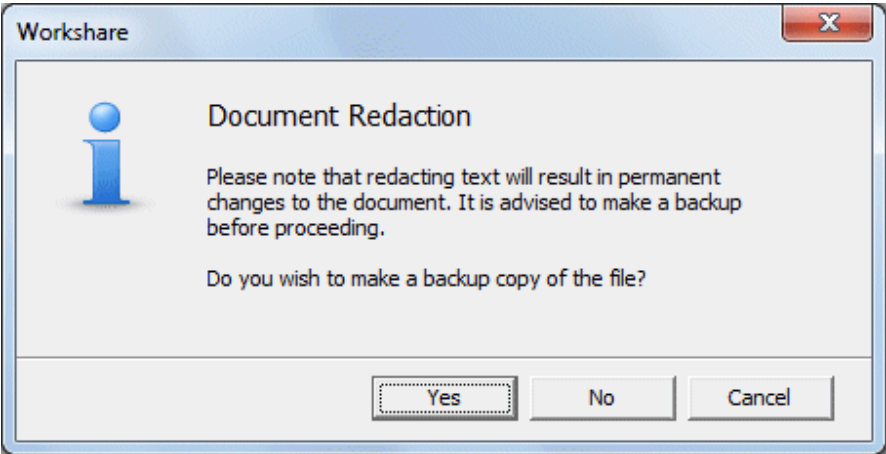 Workshare
Document Redaction
Please note that redacting text will result in permanent
changes to the document. It is advised to make a backup
before proceeding.
Do you wish to make a backup copy of the file?
Yes
No
Cancel